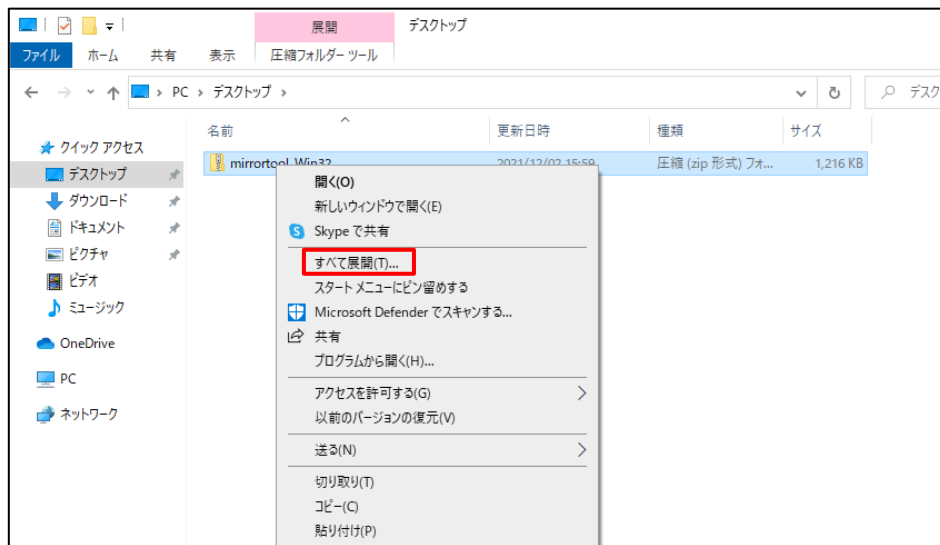 展開
デスクトップ
ファイル
ホーム
共有
表示
圧縮フォルダー ツール
PC
デスクトップ
デスク
名前
更新日時
種類
サイズ
クイック アクセス
デスクトップ
ダウンロード
ドキュメント
ピクチャ
ビデオ
ミュージック
OneDrive
PC
ネットワーク
mirrortool_Win32
2021/12/02 15:59
圧縮 (zip 形式) フォ...
1,216 KB
開く(O)
新しいウィンドウで開く(E)
Skype で共有
すべて展開(T)...
スタート メニューにピン留めする
Microsoft Defender でスキャンする...
共有
プログラムから開く(H)...
アクセスを許可する(G)
以前のバージョンの復元(V)
送る(N)
切り取り(T)
コピー(C)
貼り付け(P)